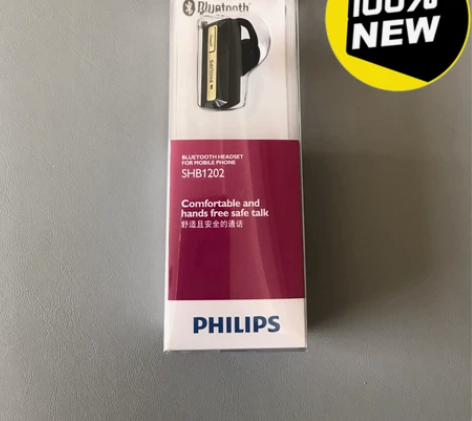 100%
NEW
Bluetooth
PHILIPS
BLUETOOTH HEADSET
FOR MOBILE PHONE
SHB1202
Comfortable and
hands free safe talk
舒适且安全的通话
PHILIPS